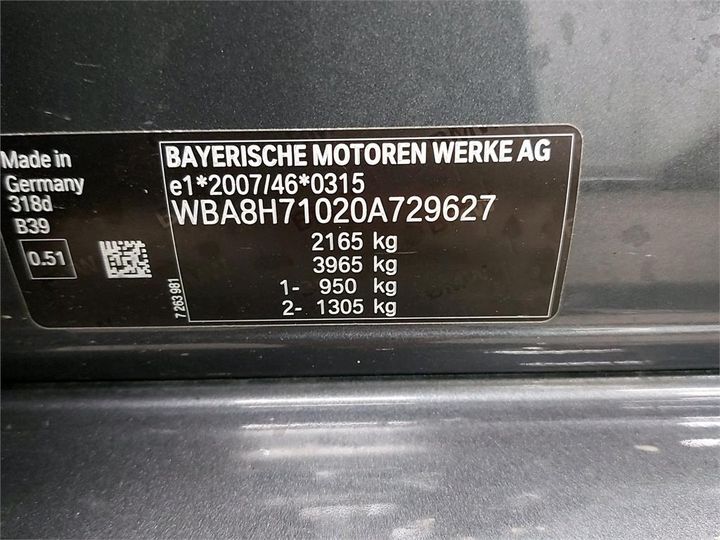 Made in
Germany
318d
B39
0.51
7 263 981
BAYERISCHE MOTOREN WERKE AG
e1*2007/46*0315
WBA8H71020A729627
2165 kg
3965 kg
1- 950 kg
2- 1305 kg